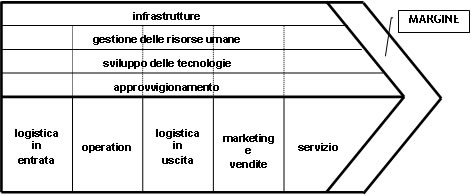 infrastrutture
MARGINE
gestione delle risorse umane
sviluppo delle tecnologie
approvvigionamento
logistica
in
entrata
operation
logistica
in
uscita
marketing
e
vendite
servizio